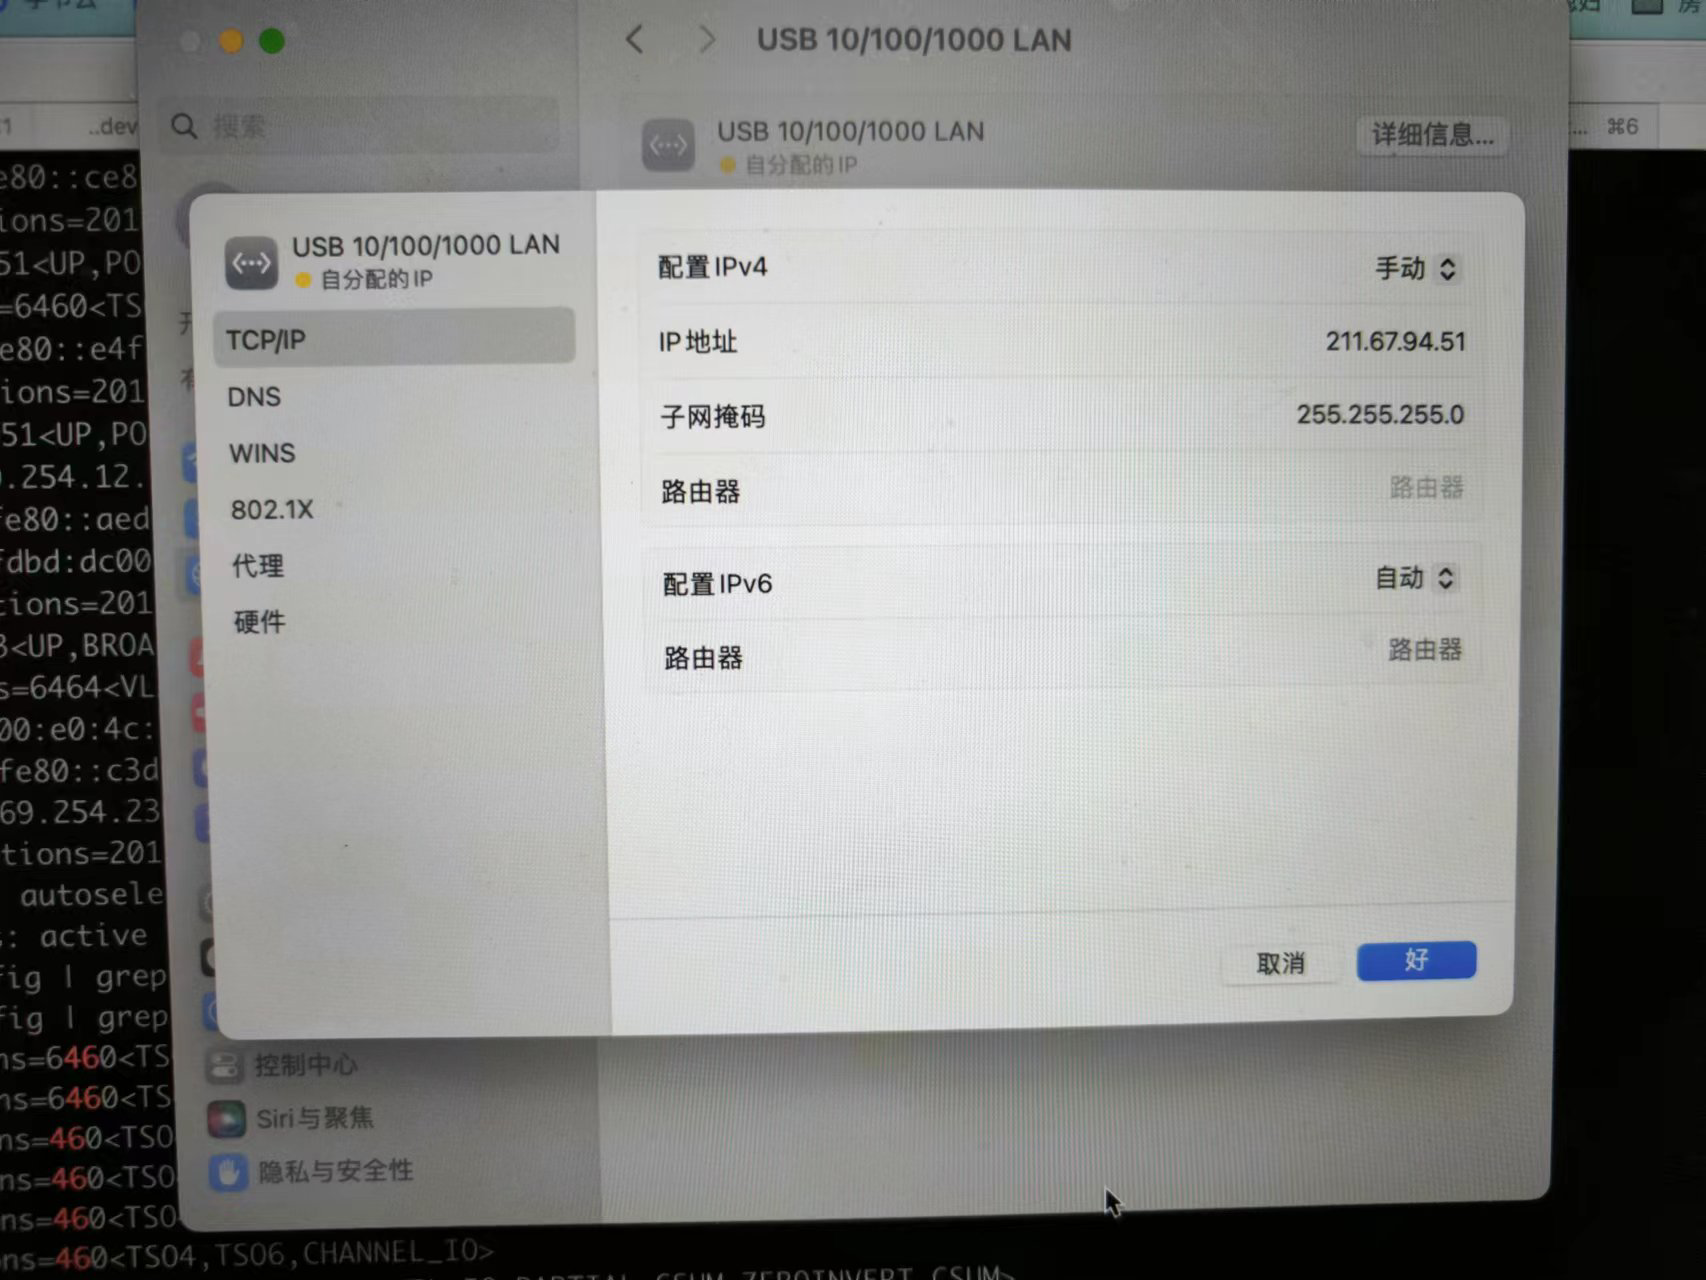 USB 10/100/1000 LAN
搜索
USB 10/100/1000 LAN
自分配的IP
详细信息...
⌘6
..dev
e80::ce8
ions=201
51<UP,PO
=6460<TS
e80::e4f
ions=201
51<UP,PO
.254.12.
fe80::aed
fdbd:dc00
tions=201
<UP,BROA
s=6464<VL
00:e0:4c:
fe80::c3d
69.254.23
tions=201
autosele
: active
fig | grep
fig | grep
ns=6460<TS
ns=6460<TS
ns=460<TSO
ns=460<TSO
ns=460<TSO
ons=460<TSO4,TSO6,CHANNEL_IO>
USB 10/100/1000 LAN
自分配的IP
TCP/IP
DNS
WINS
802.1X
代理
硬件
配置IPv4
手动
IP地址
211.67.94.51
子网掩码
255.255.255.0
路由器
路由器
配置IPv6
自动
路由器
路由器
取消
好
控制中心
Siri与聚焦
隐私与安全性